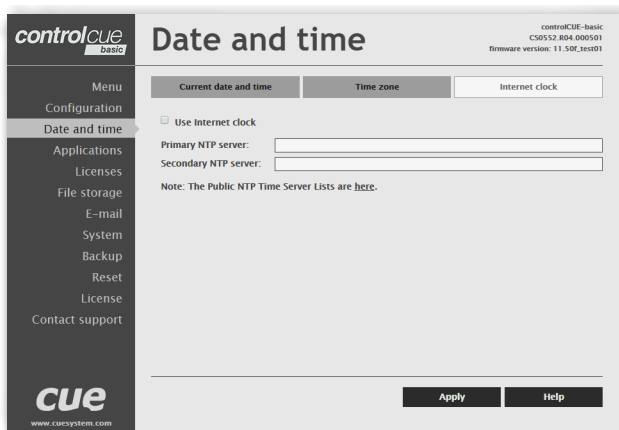 controlcue
basic
Date and time
controlCUE-basic
CS0552.R04.000501
firmware version: 11.50f_test01
Menu
Configuration
Date and time
Applications
Licenses
File storage
E-mail
System
Backup
Reset
License
Contact support
cue
www.cuesystem.com
Current date and time
Time zone
Internet clock
Use Internet clock
Primary NTP server:
Secondary NTP server:
Note: The Public NTP Time Server Lists are here.
Apply
Help